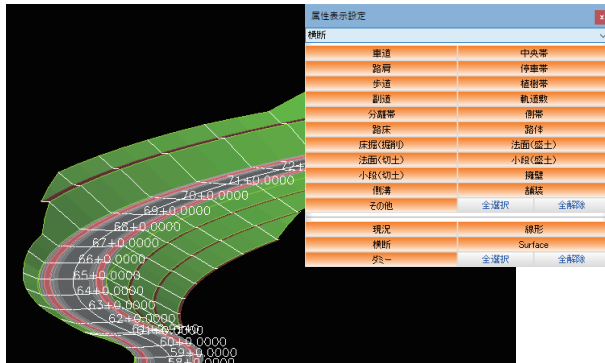 属性表示設定
x
横断
車道 中央帯
路肩 停車帯
歩道 植樹帯
副道 軌道敷
分離帯 側帯
路床 路体
床掘(掘削) 法面(盛土)
法面(切土) 小段(盛土)
小段(切土) 擁壁
側溝 舗装
その他 全選択 全解除
現況 線形
横断 Surface
ダミー 全選択 全解除
71+0.0000
70+0.0000
69+0.0000
68+0.0000
67+0.0000
66+0.0000
65+0.0000
64+0.0000
63+0.0000
62+0.0000
60+0.0000
59+0.0000
58+0.0000